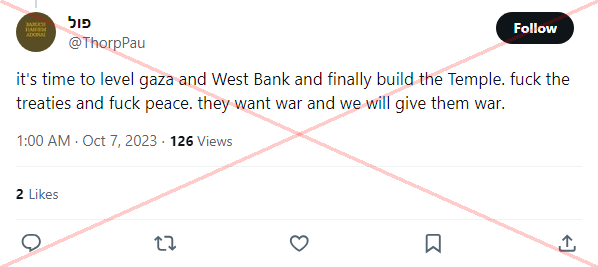 פול
@ThorpPau
Follow
it's time to level gaza and West Bank and finally build the Temple. fuck the
treaties and fuck peace. they want war and we will give them war.
1:00 AM · Oct 7, 2023 · 126 Views
2 Likes